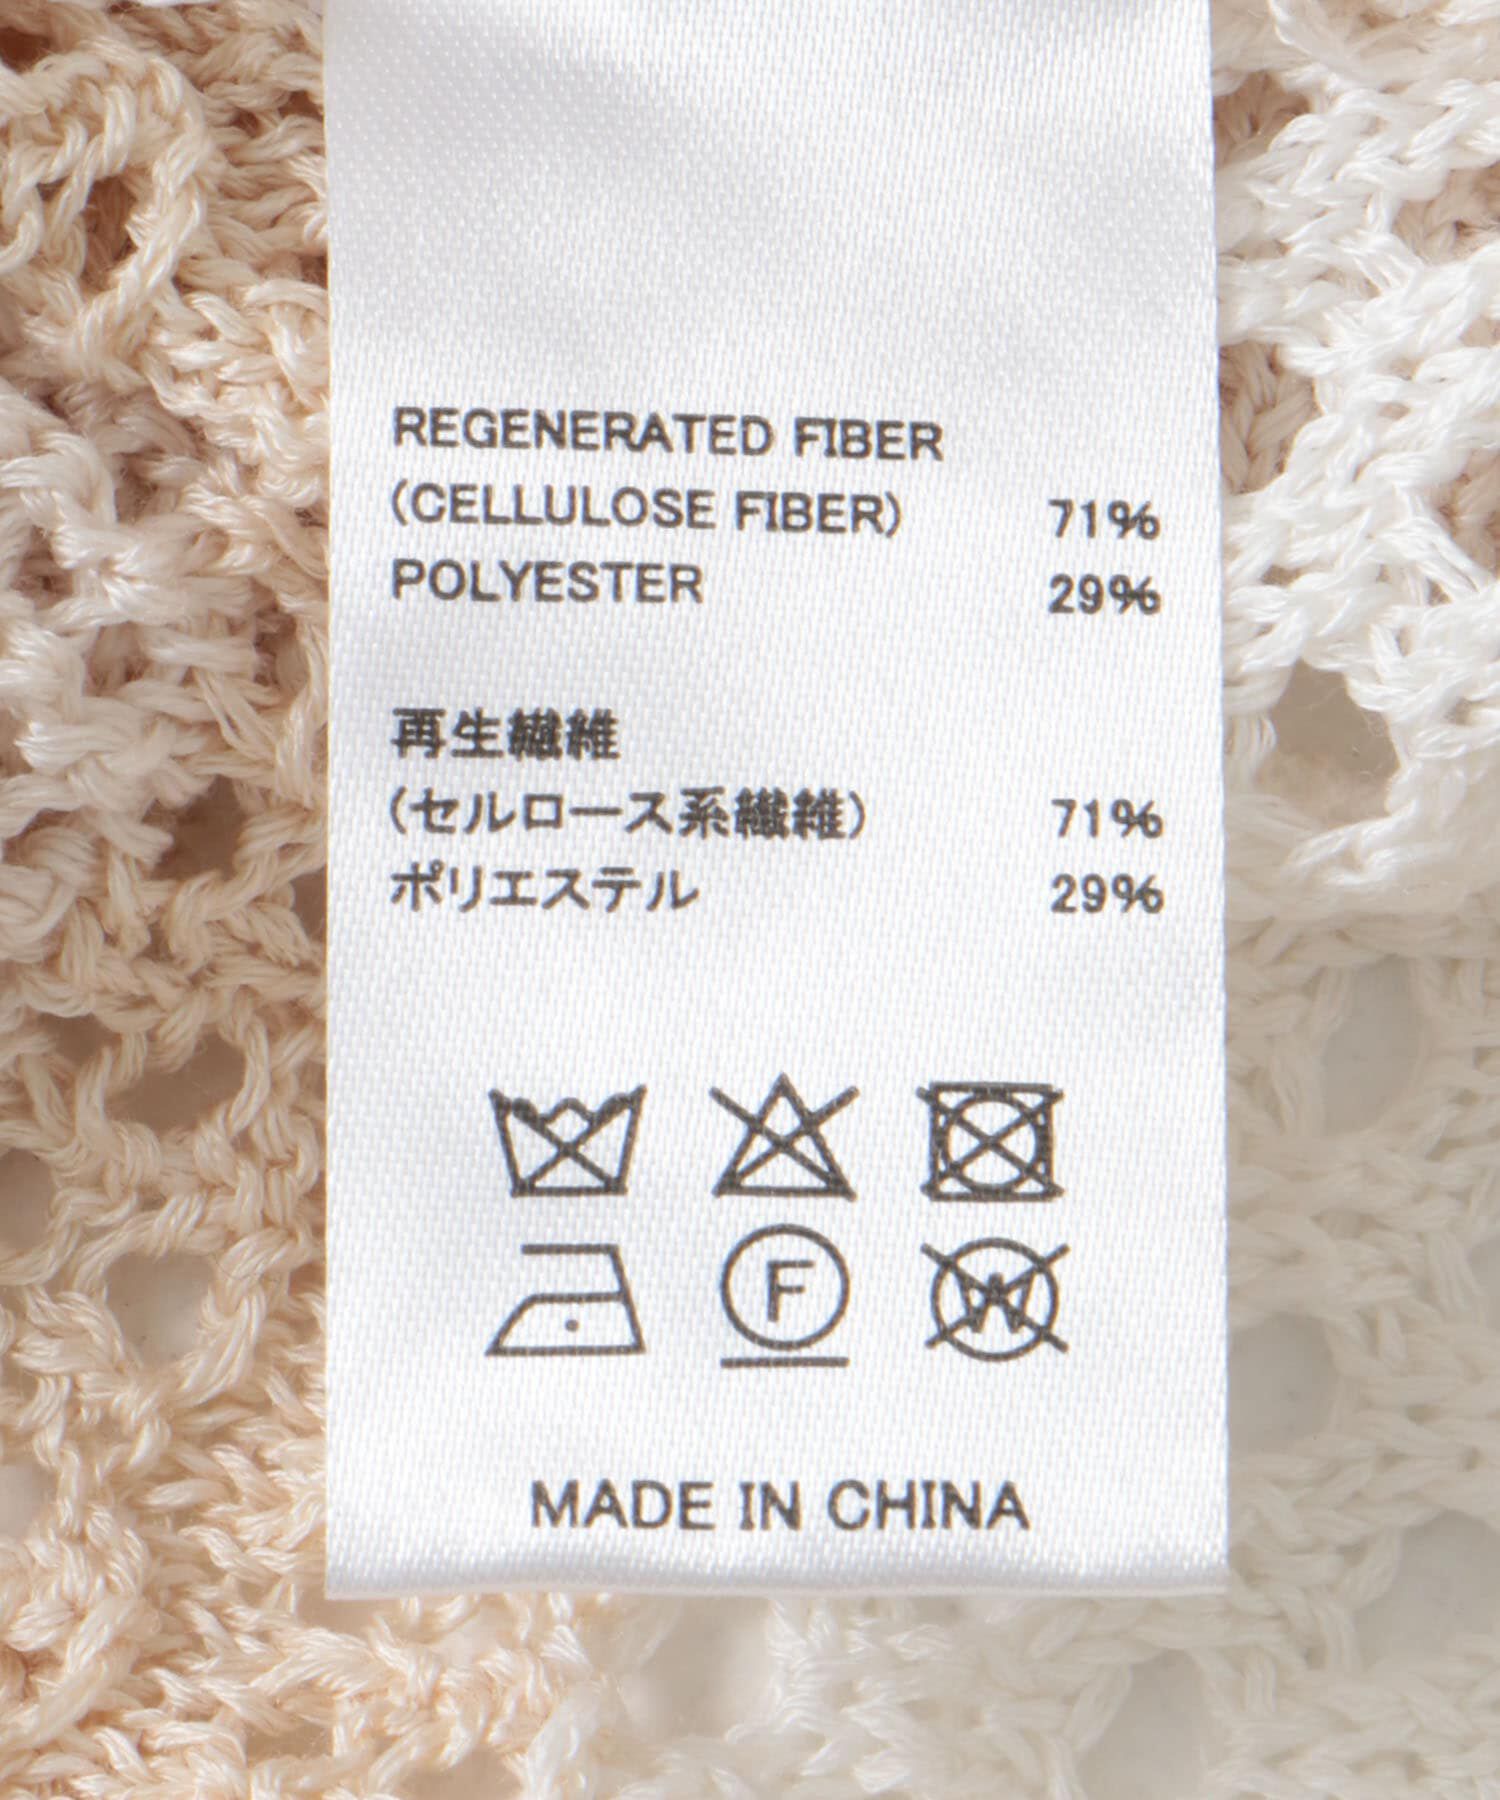 REGENERATED FIBER
(CELLULOSE FIBER) 71%
POLYESTER 29%
再生繊維
(セルロース系繊維) 71%
ポリエステル 29%
F
W
MADE IN CHINA